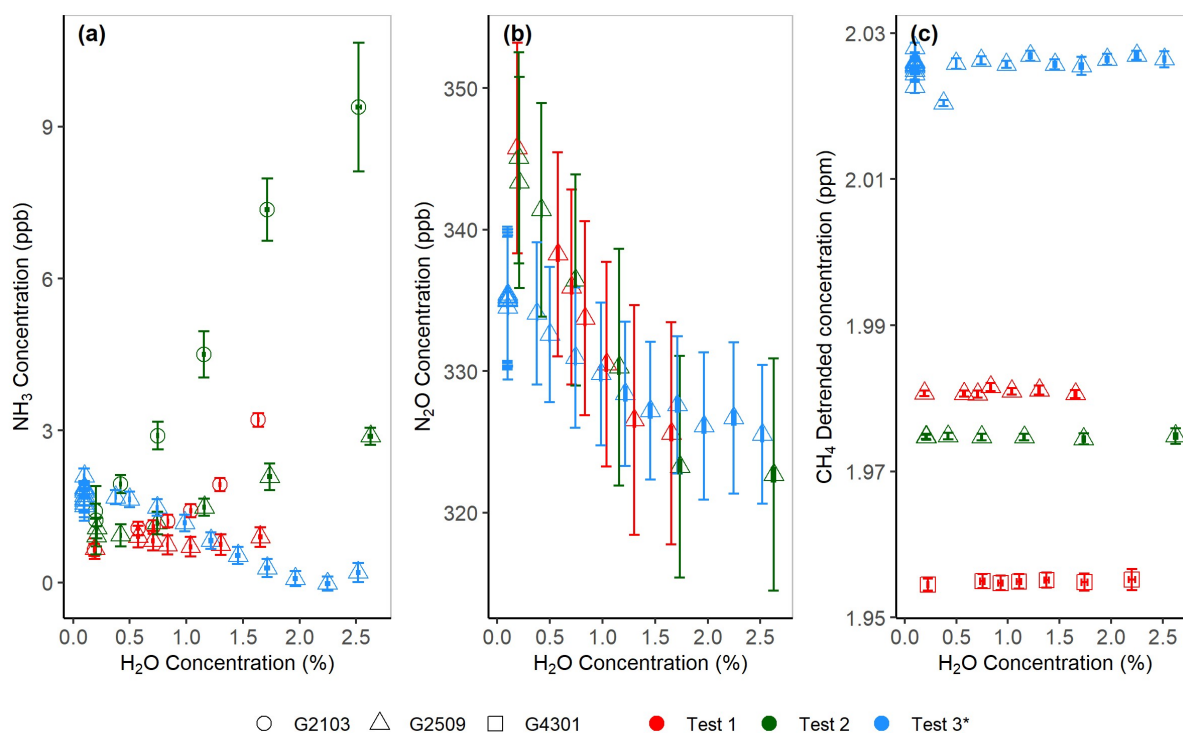 (a)
NH₃ Concentration (ppb)
9
6
3
0
0.0 0.5 1.0 1.5 2.0 2.5
H₂O Concentration (%)
(b)
N₂O Concentration (ppb)
350
340
330
320
0.0 0.5 1.0 1.5 2.0 2.5
H₂O Concentration (%)
(c)
CH₄ Detrended concentration (ppm)
2.03
2.01
1.99
1.97
1.95
0.0 0.5 1.0 1.5 2.0 2.5
H₂O Concentration (%)
G2103 G2509 G4301 Test 1 Test 2 Test 3*